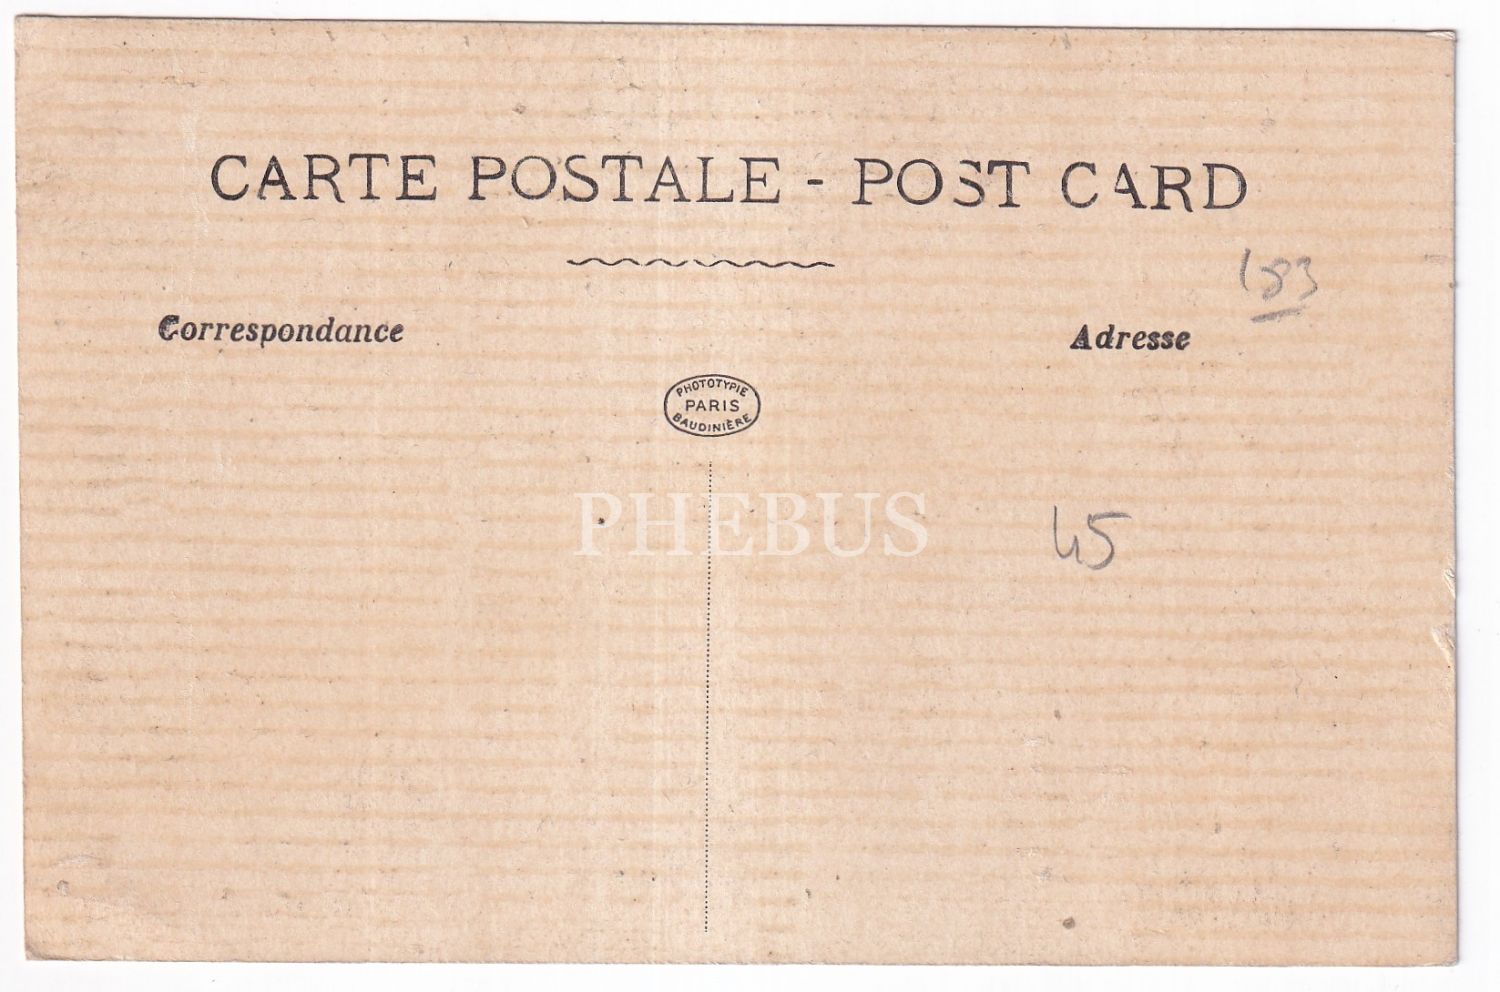 CARTE POSTALE - POST CARD
183
Correspondance
Adresse
PHOTOTYPIE
PARIS
BAUDINIÈRE
PHEBUS
45